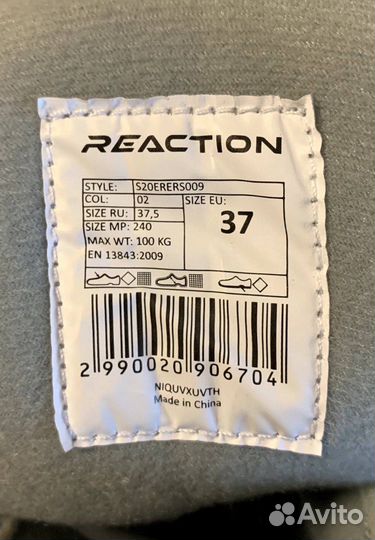 REACTION
STYLE: S20ERERS009
COL: 02 SIZE EU:
SIZE RU: 37,5
SIZE MP: 240 37
MAX WT: 100 KG
EN 13843:2009
2 990020 906704
NIQUVXUVTH
Made in China
Avito